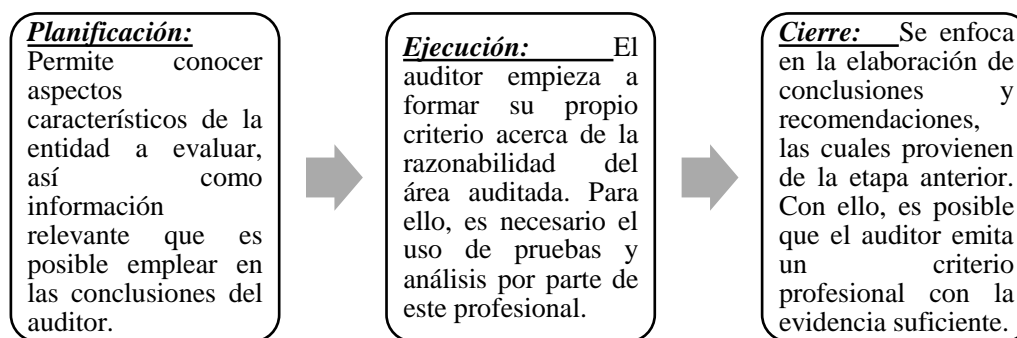 Planificación:
Permite conocer
aspectos
característicos de la
entidad a evaluar,
así como
información
relevante que es
posible emplear en
las conclusiones del
auditor.
Ejecución: El
auditor empieza a
formar su propio
criterio acerca de la
razonabilidad del
área auditada. Para
ello, es necesario el
uso de pruebas y
análisis por parte de
este profesional.
Cierre: Se enfoca
en la elaboración de
conclusiones y
recomendaciones,
las cuales provienen
de la etapa anterior.
Con ello, es posible
que el auditor emita
un criterio
profesional con la
evidencia suficiente.